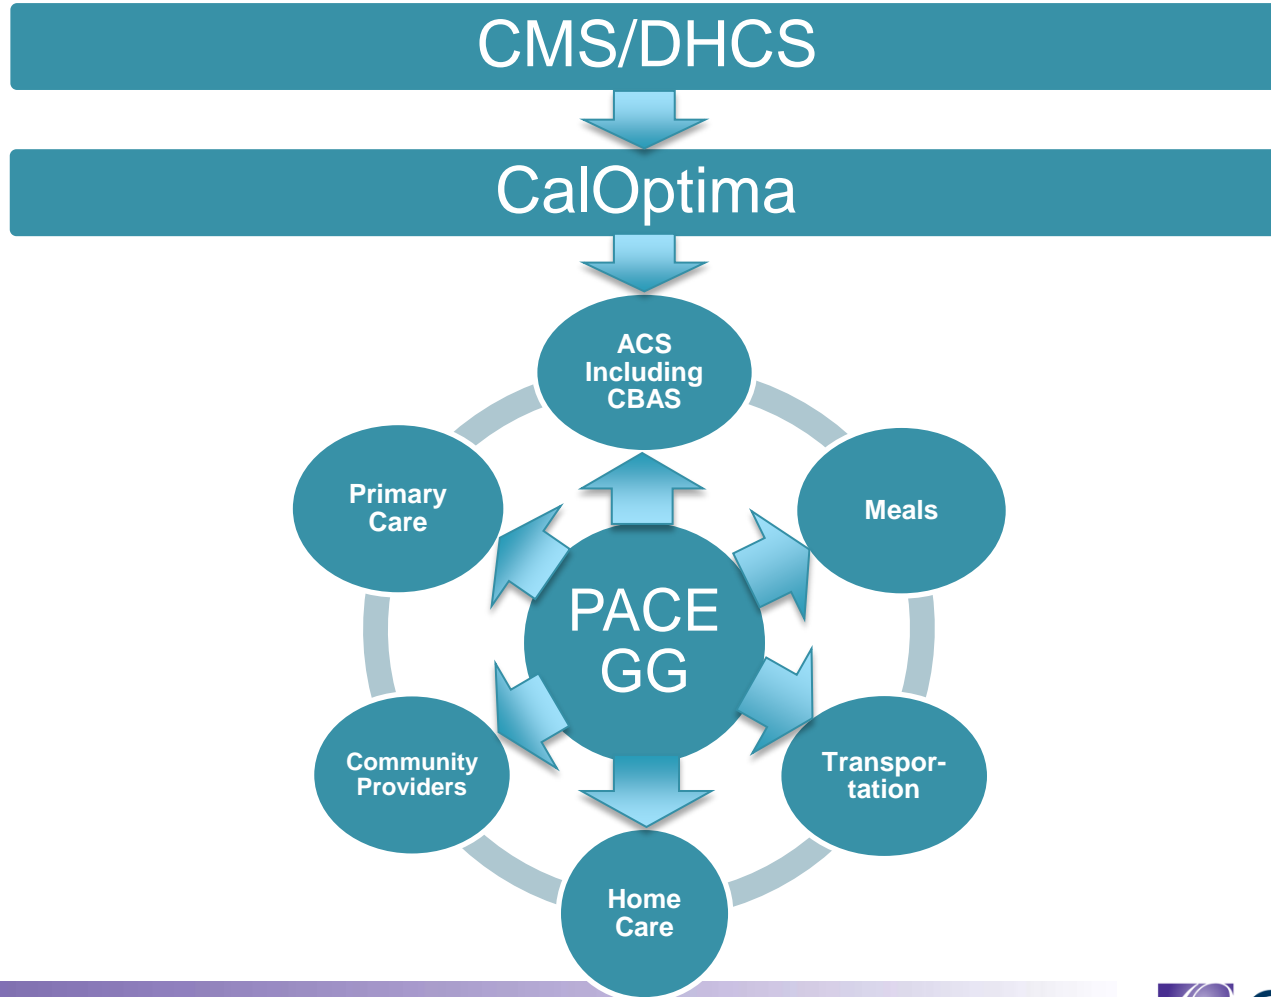 CMS/DHCS
CalOptima
ACS
Including
CBAS
Primary
Care
Meals
PACE
GG
Community
Providers
Transpor-
tation
Home
Care